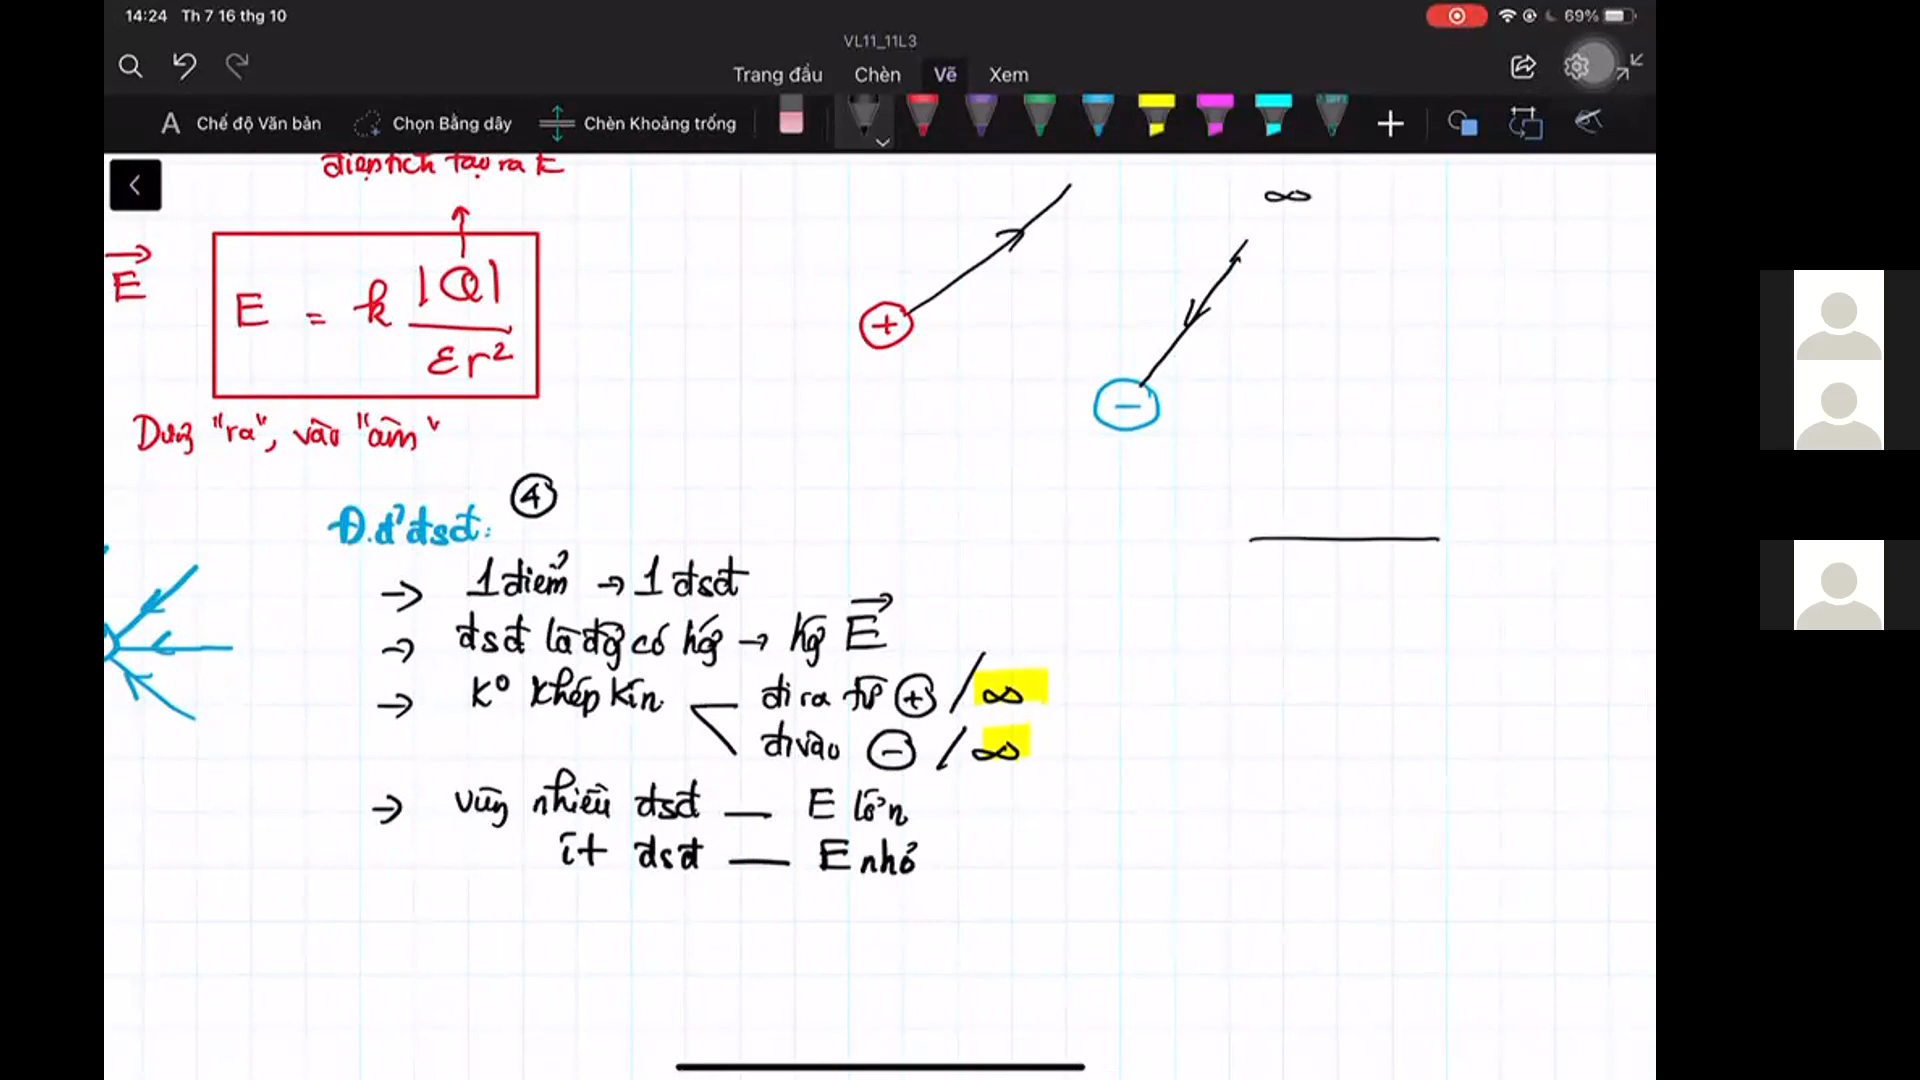 14:24 Th 7 16 thg 10
69%
VL11_11L3
Trang đầu Chèn Vẽ Xem
A Chế độ Văn bản Chọn Bằng dây Chèn Khoảng trống
điện tích tạo ra E
E
E = k |Q| / εr²
Dương "ra", vào "âm"
+
∞
−
④
Đ.đ' đsđ:
→ 1 điểm → 1 đsđ
→ đsđ là đg có hg → hg E
→ k° khép kín. đi ra từ ⊕ / ∞
đi vào ⊖ / ∞
→ vùng nhiều đsđ — E lớn
ít đsđ — E nhỏ